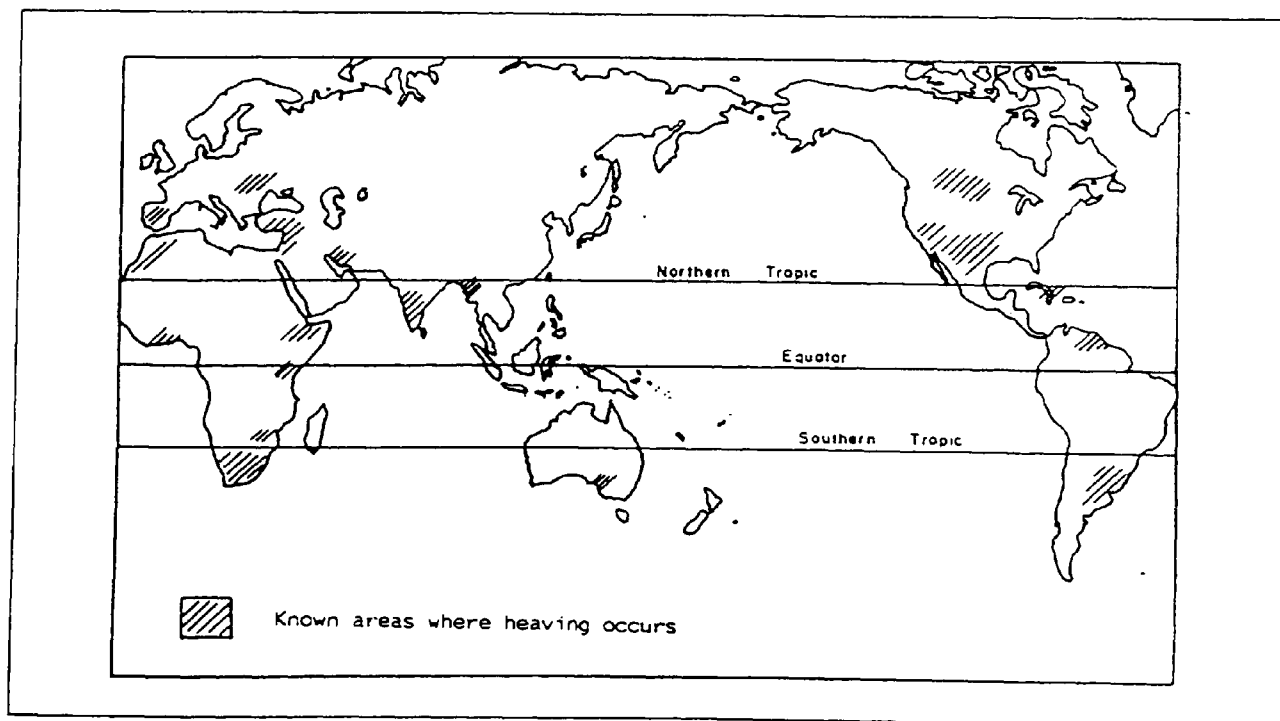 Northern Tropic
Equator
Southern Tropic
Known areas where heaving occurs